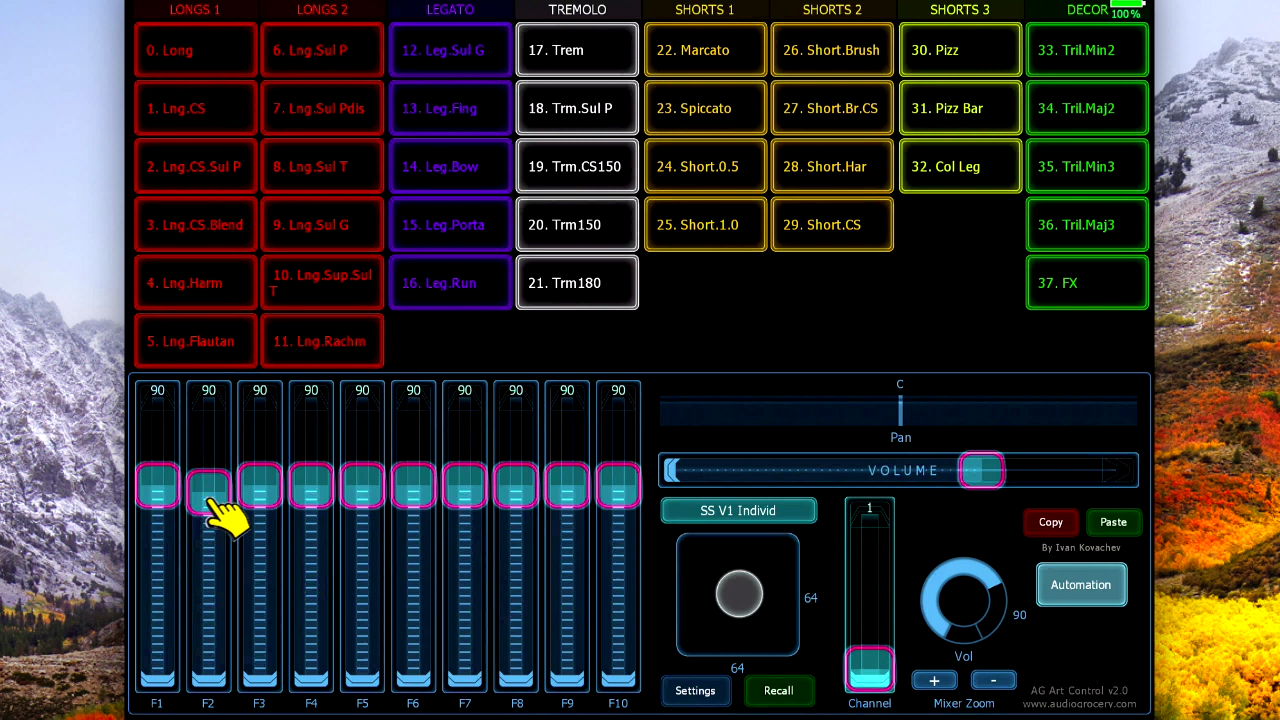 LONGS 1
LONGS 2
LEGATO
TREMOLO
SHORTS 1
SHORTS 2
SHORTS 3
DECOR
100%
0. Long
6. Lng.Sul P
12. Leg.Sul G
17. Trem
22. Marcato
26. Short.Brush
30. Pizz
33. Tril.Min2
1. Lng.CS
7. Lng.Sul Pdis
13. Leg.Fing
18. Trm.Sul P
23. Spiccato
27. Short.Br.CS
31. Pizz Bar
34. Tril.Maj2
2. Lng.CS.Sul P
8. Lng.Sul T
14. Leg.Bow
19. Trm.CS150
24. Short.0.5
28. Short.Har
32. Col Leg
35. Tril.Min3
3. Lng.CS.Blend
9. Lng.Sul G
15. Leg.Porta
20. Trm150
25. Short.1.0
29. Short.CS
36. Tril.Maj3
4. Lng.Harm
10. Lng.Sup.Sul
T
16. Leg.Run
21. Trm180
37. FX
5. Lng.Flautan
11. Lng.Rachm
90
90
90
90
90
90
90
90
90
90
C
Pan
VOLUME
SS V1 Individ
1
Copy
Paste
By Ivan Kovachev
Automation
64
90
64
Vol
Settings
Recall
+
-
AG Art Control v2.0
F1
F2
F3
F4
F5
F6
F7
F8
F9
F10
Channel
Mixer Zoom
www.audiogrocery.com